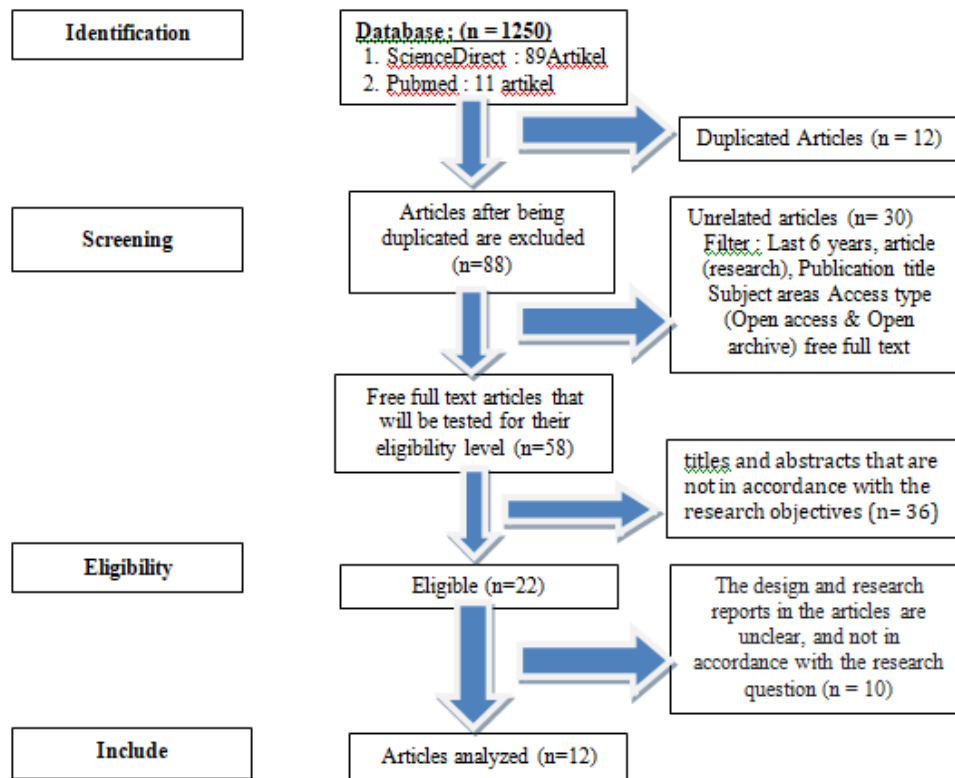 Identification
Database : (n = 1250)
1. ScienceDirect : 89Artikel
2. Pubmed : 11 artikel
Duplicated Articles (n = 12)
Screening
Articles after being
duplicated are excluded
(n=88)
Unrelated articles (n= 30)
Filter : Last 6 years, article
(research), Publication title
Subject areas Access type
(Open access & Open
archive) free full text
Free full text articles that
will be tested for their
eligibility level (n=58)
titles and abstracts that are
not in accordance with the
research objectives (n= 36)
Eligibility
Eligible (n=22)
The design and research
reports in the articles are
unclear, and not in
accordance with the research
question (n = 10)
Include
Articles analyzed (n=12)